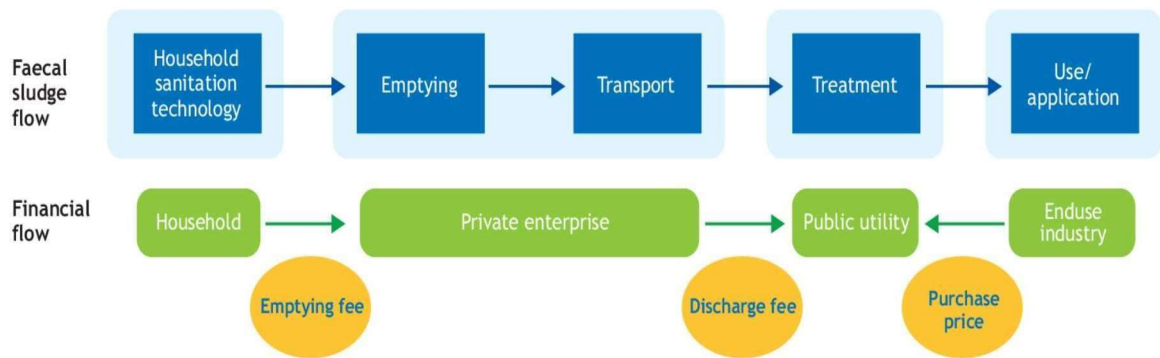 Faecal
sludge
flow
Household
sanitation
technology
Emptying
Transport
Treatment
Use/
application
Financial
flow
Household
Private enterprise
Public utility
Enduse
industry
Emptying fee
Discharge fee
Purchase
price